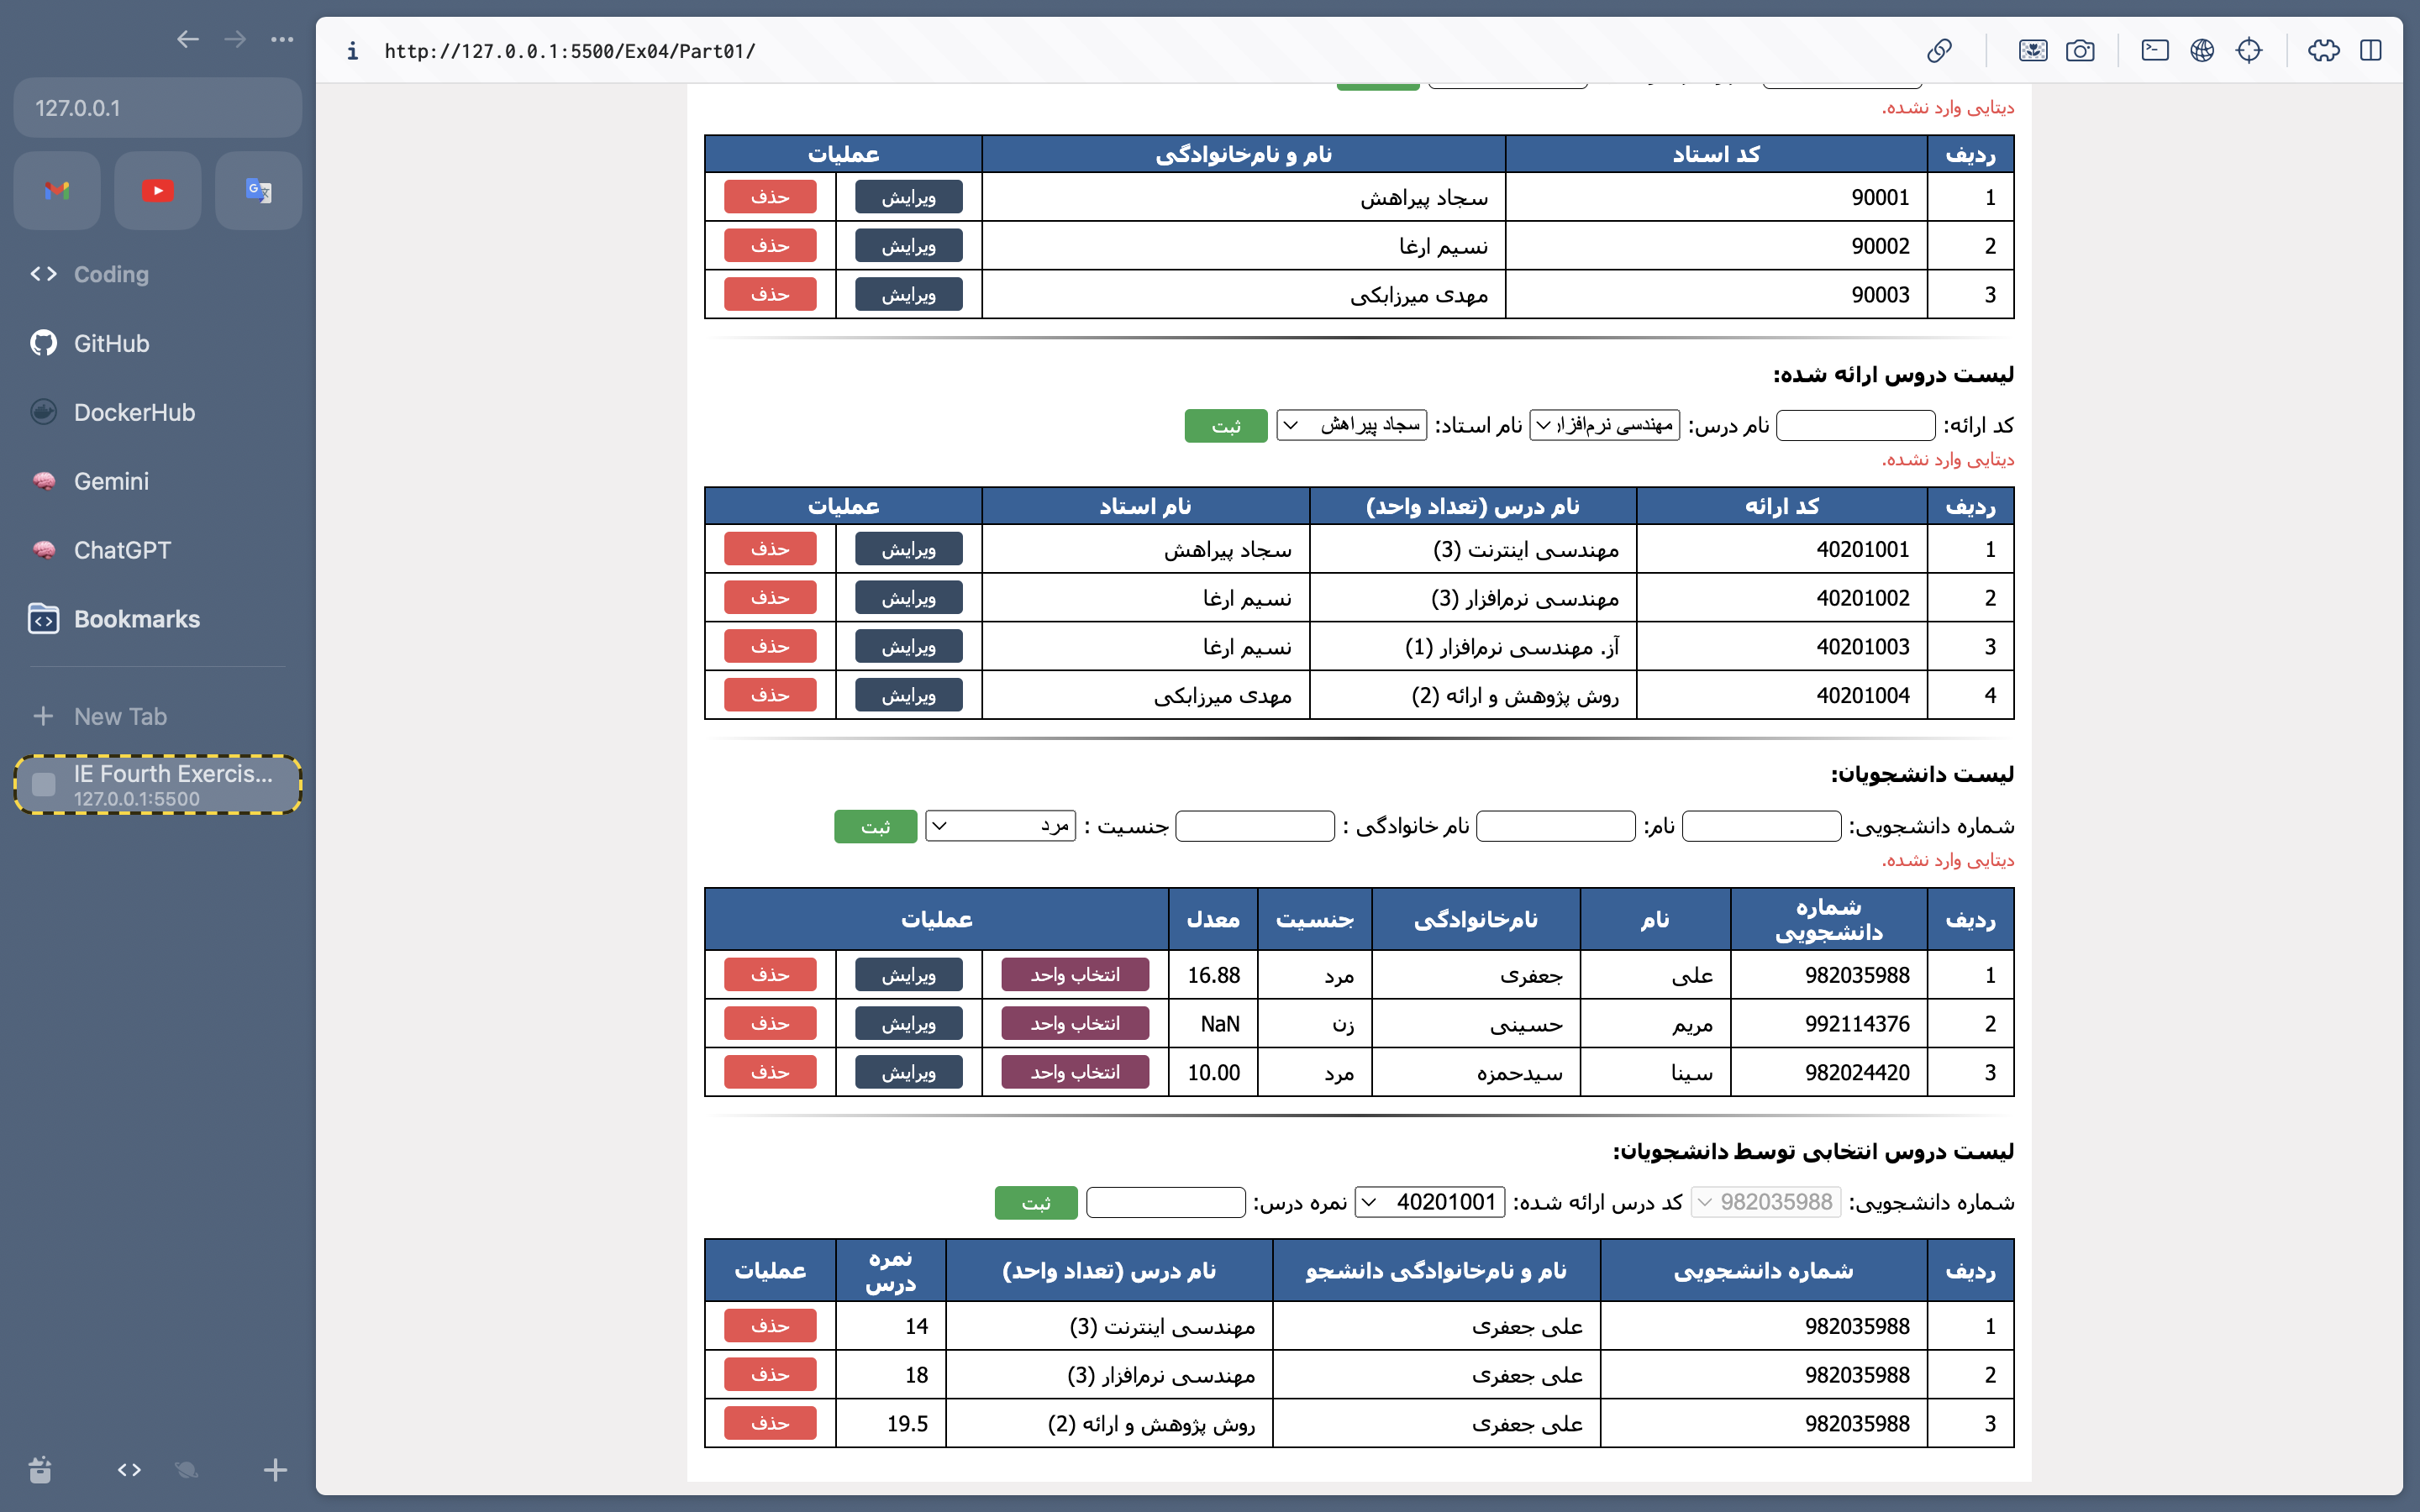 127.0.0.1
Coding
GitHub
DockerHub
Gemini
ChatGPT
Bookmarks
New Tab
IE Fourth Exercis...
127.0.0.1:5500
http://127.0.0.1:5500/Ex04/Part01/
دیتایی وارد نشده.
ردیف کد استاد نام و نام‌خانوادگی عملیات
1 90001 سجاد پیراهش ویرایش حذف
2 90002 نسیم ارغا ویرایش حذف
3 90003 مهدی میرزابکی ویرایش حذف
لیست دروس ارائه شده:
کد ارائه: نام درس: مهندسی نرم‌افزار نام استاد: سجاد پیراهش ثبت
دیتایی وارد نشده.
ردیف کد ارائه نام درس (تعداد واحد) نام استاد عملیات
1 40201001 مهندسی اینترنت (3) سجاد پیراهش ویرایش حذف
2 40201002 مهندسی نرم‌افزار (3) نسیم ارغا ویرایش حذف
3 40201003 آز. مهندسی نرم‌افزار (1) نسیم ارغا ویرایش حذف
4 40201004 روش پژوهش و ارائه (2) مهدی میرزابکی ویرایش حذف
لیست دانشجویان:
شماره دانشجویی: نام: نام خانوادگی : جنسیت : مرد ثبت
دیتایی وارد نشده.
ردیف شماره دانشجویی نام نام‌خانوادگی جنسیت معدل عملیات
1 982035988 علی جعفری مرد 16.88 انتخاب واحد ویرایش حذف
2 992114376 مریم حسینی زن NaN انتخاب واحد ویرایش حذف
3 982024420 سینا سیدحمزه مرد 10.00 انتخاب واحد ویرایش حذف
لیست دروس انتخابی توسط دانشجویان:
شماره دانشجویی: 982035988 کد درس ارائه شده: 40201001 نمره درس: ثبت
ردیف شماره دانشجویی نام و نام‌خانوادگی دانشجو نام درس (تعداد واحد) نمره درس عملیات
1 982035988 علی جعفری مهندسی اینترنت (3) 14 حذف
2 982035988 علی جعفری مهندسی نرم‌افزار (3) 18 حذف
3 982035988 علی جعفری روش پژوهش و ارائه (2) 19.5 حذف